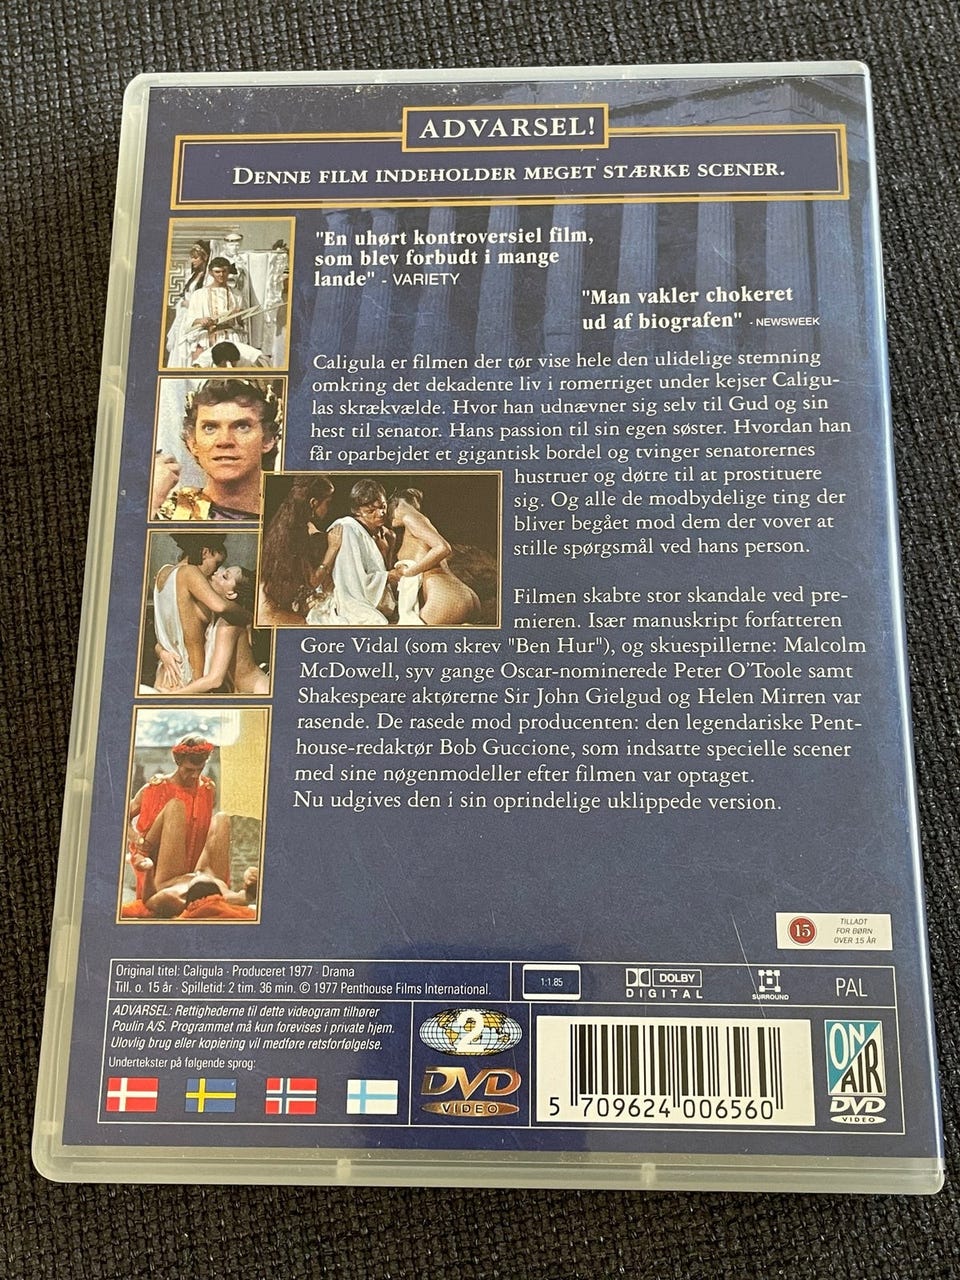 ADVARSEL!
DENNE FILM INDEHOLDER MEGET STÆRKE SCENER.
"En uhørt kontroversiel film,
som blev forbudt i mange
lande" - VARIETY
"Man vakler chokeret
ud af biografen" - NEWSWEEK
Caligula er filmen der tør vise hele den ulidelige stemning
omkring det dekadente liv i romerriget under kejser Caligu-
las skrækvælde. Hvor han udnævner sig selv til Gud og sin
hest til senator. Hans passion til sin egen søster. Hvordan han
får oparbejdet et gigantisk bordel og tvinger senatorernes
hustruer og døtre til at prostituere
sig. Og alle de modbydelige ting der
bliver begået mod dem der vover at
stille spørgsmål ved hans person.
Filmen skabte stor skandale ved pre-
mieren. Især manuskript forfatteren
Gore Vidal (som skrev "Ben Hur"), og skuespillerne: Malcolm
McDowell, syv gange Oscar-nominerede Peter O'Toole samt
Shakespeare aktørerne Sir John Gielgud og Helen Mirren var
rasende. De rasede mod producenten: den legendariske Pent-
house-redaktør Bob Guccione, som indsatte specielle scener
med sine nøgenmodeller efter filmen var optaget.
Nu udgives den i sin oprindelige uklippede version.
15
TILLADT
FOR BØRN
OVER 15 ÅR
Original titel: Caligula · Produceret 1977 · Drama
Till. o. 15 år · Spilletid: 2 tim. 36 min. © 1977 Penthouse Films International.
1:1.85
DOLBY
DIGITAL
SURROUND
PAL
ADVARSEL: Rettighederne til dette videogram tilhører
Poulin A/S. Programmet må kun forevises i private hjem.
Ulovlig brug eller kopiering vil medføre retsforfølgelse.
Undertekster på følgende sprog:
2
DVD
VIDEO
5 709624 006560
ON
AIR
DVD
VIDEO